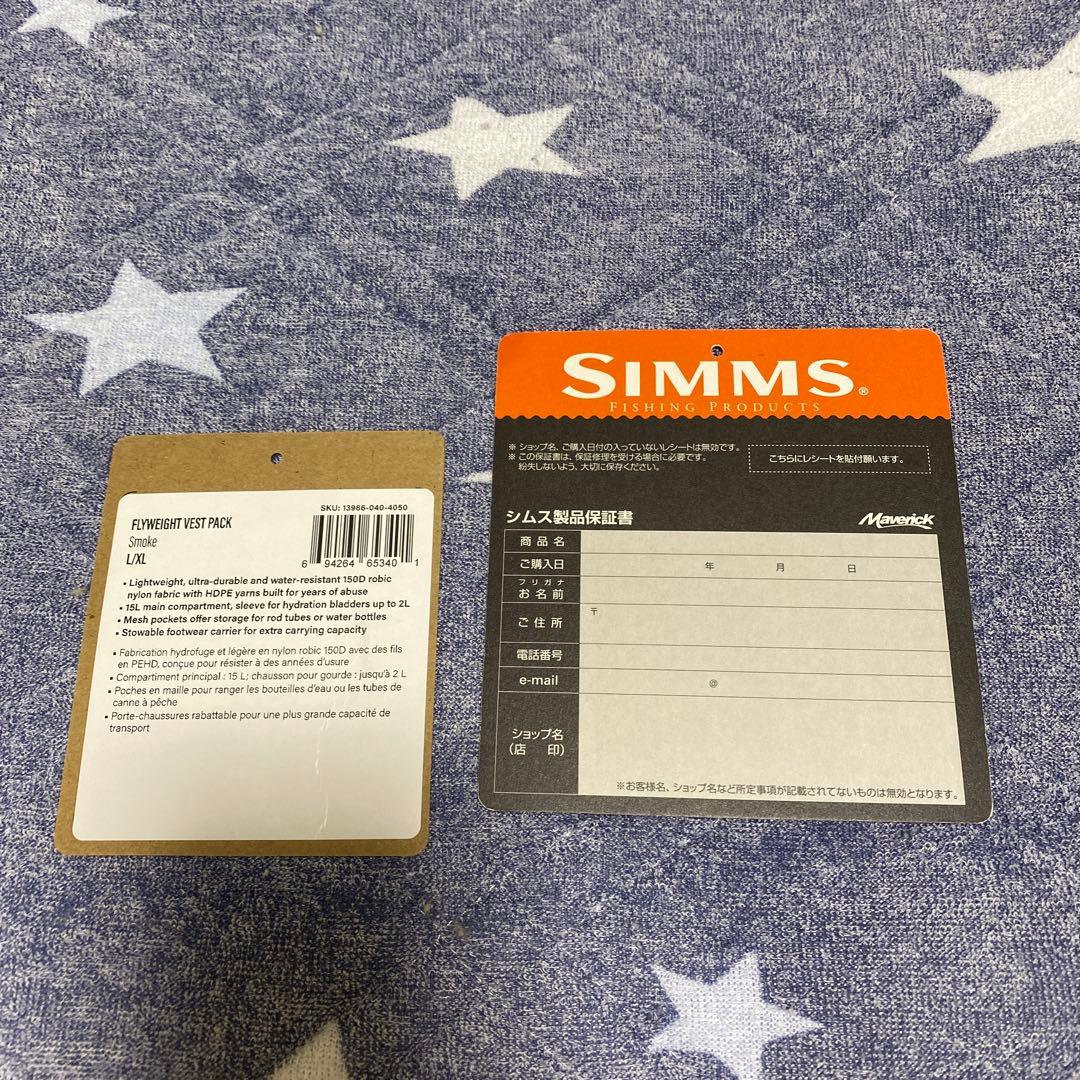 SKU: 13966-040-4050
FLYWEIGHT VEST PACK
Smoke
L/XL
6 94264 65340 1
• Lightweight, ultra-durable and water-resistant 150D robic
nylon fabric with HDPE yarns built for years of abuse
• 15L main compartment, sleeve for hydration bladders up to 2L
• Mesh pockets offer storage for rod tubes or water bottles
• Stowable footwear carrier for extra carrying capacity
• Fabrication hydrofuge et légère en nylon robic 150D avec des fils
en PEHD, conçue pour résister à des années d'usure
• Compartiment principal : 15 L; chausson pour gourde : jusqu'à 2 L
• Poches en maille pour ranger les bouteilles d'eau ou les tubes de
canne à pêche
• Porte-chaussures rabattable pour une plus grande capacité de
transport
SIMMS®
FISHING PRODUCTS
※ショップ名、ご購入日付の入っていないレシートは無効です。
※この保証書は、保証修理を受ける場合に必要です。
紛失しないよう、大切に保存ください。
こちらにレシートを貼付願います。
シムス製品保証書
Maverick
商品名
ご購入日 年 月 日
フリガナ
お名前
ご住所 〒
電話番号
e-mail @
ショップ名
(店 印)
※お客様名、ショップ名など所定事項が記載されてないものは無効となります。